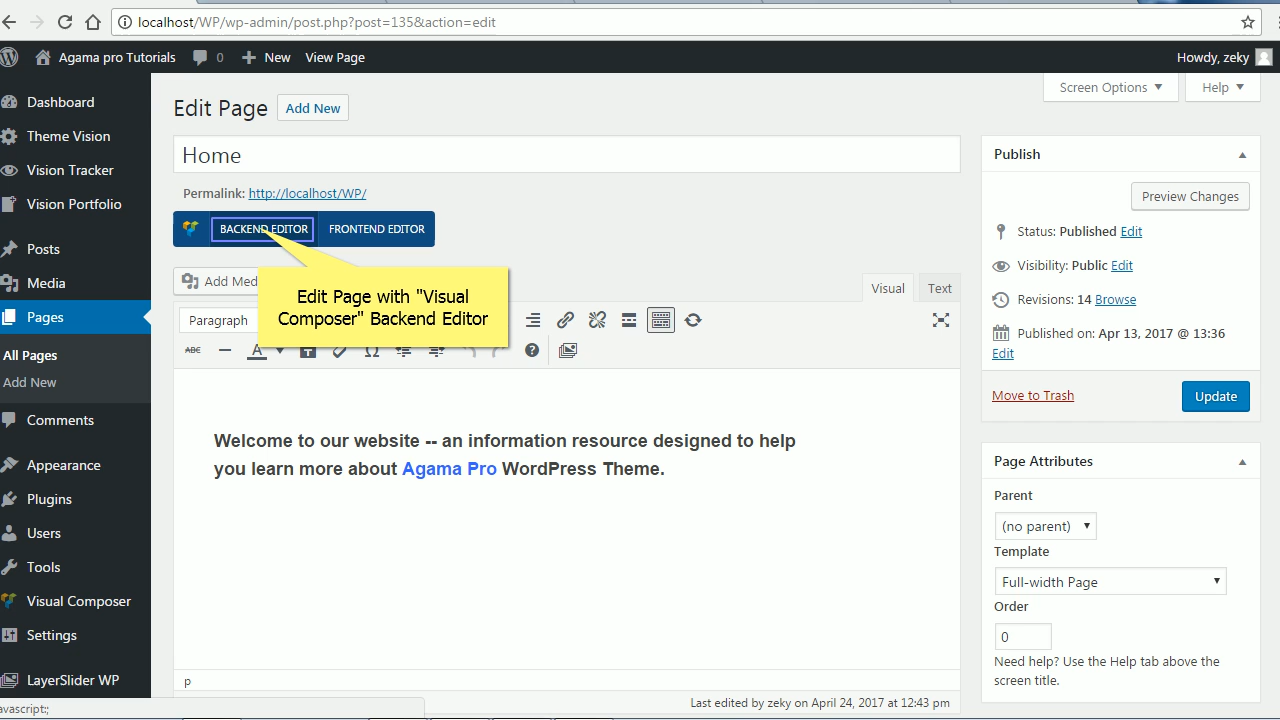 localhost/WP/wp-admin/post.php?post=135&action=edit
Agama pro Tutorials 0 New View Page Howdy, zeky
Dashboard
Theme Vision
Vision Tracker
Vision Portfolio
Posts
Media
Pages
All Pages
Add New
Comments
Appearance
Plugins
Users
Tools
Visual Composer
Settings
LayerSlider WP
avascript:;
Screen Options Help
Edit Page Add New
Home
Permalink: http://localhost/WP/
BACKEND EDITOR FRONTEND EDITOR
Edit Page with "Visual
Composer" Backend Editor
Add Med
Visual Text
Paragraph
ABC A Ω
Welcome to our website -- an information resource designed to help
you learn more about Agama Pro WordPress Theme.
p
Last edited by zeky on April 24, 2017 at 12:43 pm
Publish
Preview Changes
Status: Published Edit
Visibility: Public Edit
Revisions: 14 Browse
Published on: Apr 13, 2017 @ 13:36
Edit
Move to Trash Update
Page Attributes
Parent
(no parent)
Template
Full-width Page
Order
0
Need help? Use the Help tab above the
screen title.